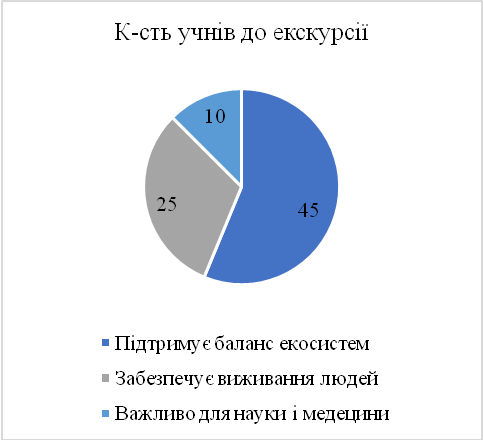 К-сть учнів до екскурсії
10
25
45
Підтримує баланс екосистем
Забезпечує виживання людей
Важливо для науки і медецини